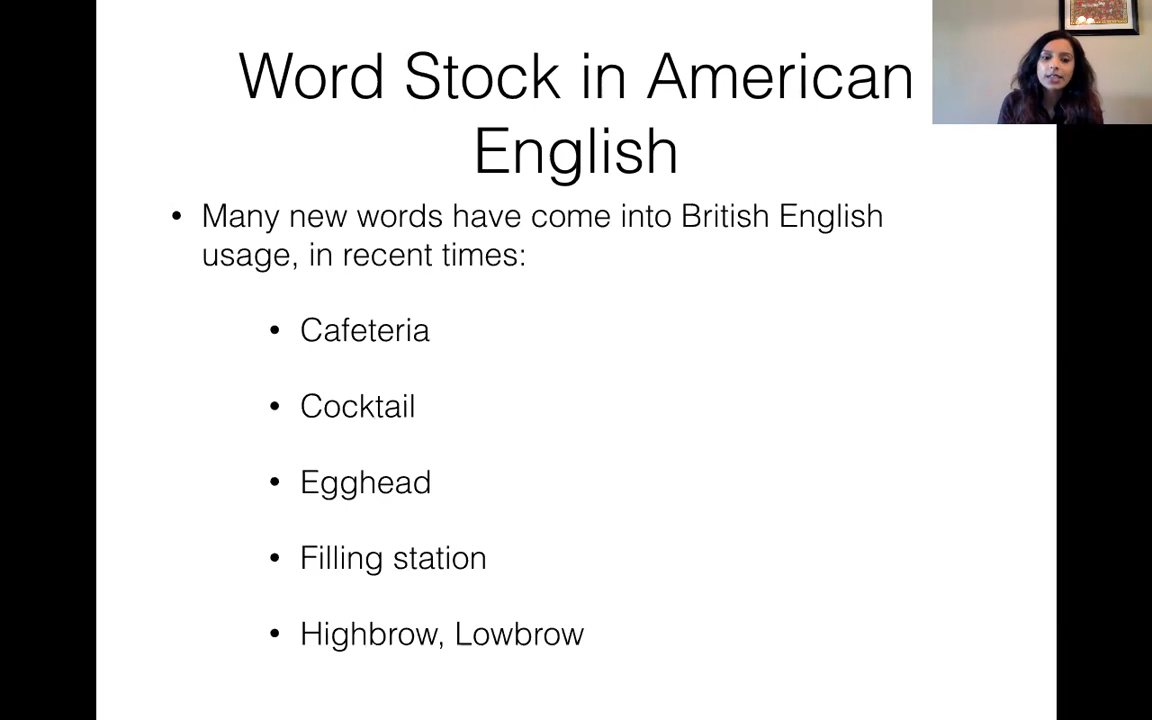 Word Stock in American
English
• Many new words have come into British English
usage, in recent times:
• Cafeteria
• Cocktail
• Egghead
• Filling station
• Highbrow, Lowbrow